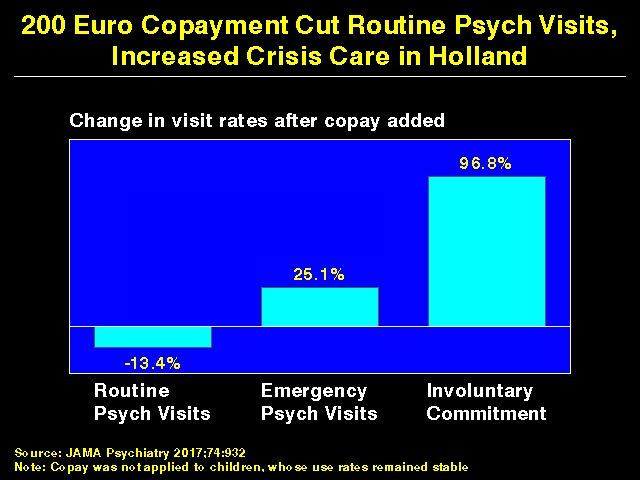 200 Euro Copayment Cut Routine Psych Visits,
Increased Crisis Care in Holland
Change in visit rates after copay added
96.8%
25.1%
-13.4%
Routine Psych Visits
Emergency Psych Visits
Involuntary Commitment
Source: JAMA Psychiatry 2017;74:932
Note: Copay was not applied to children, whose use rates remained stable